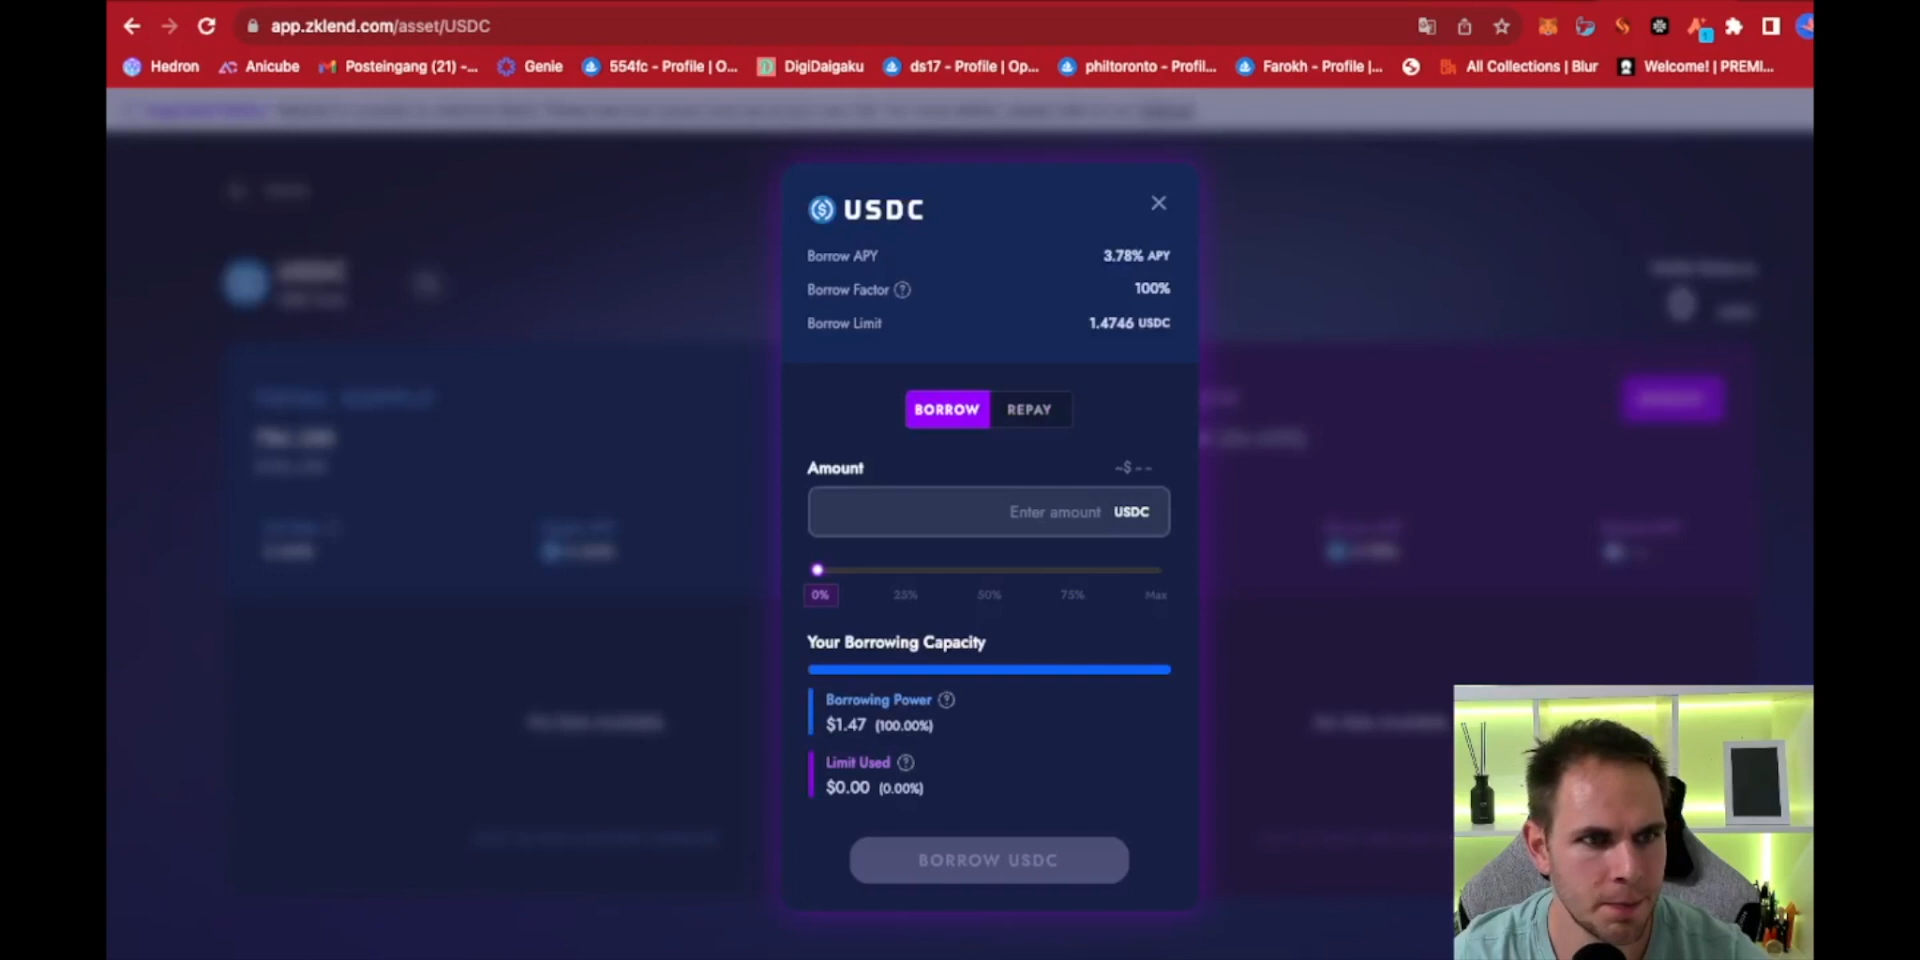 app.zklend.com/asset/USDC
Hedron Anicube Posteingang (21) -... Genie 554fc - Profile | O... DigiDaigaku ds17 - Profile | Op... philtoronto - Profil... Farokh - Profile |... All Collections | Blur Welcome! | PREMI...
USDC
Borrow APY 3.78% APY
Borrow Factor ? 100%
Borrow Limit 1.4746 USDC
BORROW REPAY
Amount ~$ --
Enter amount USDC
0% 25% 50% 75% Max
Your Borrowing Capacity
Borrowing Power ?
$1.47 (100.00%)
Limit Used ?
$0.00 (0.00%)
BORROW USDC